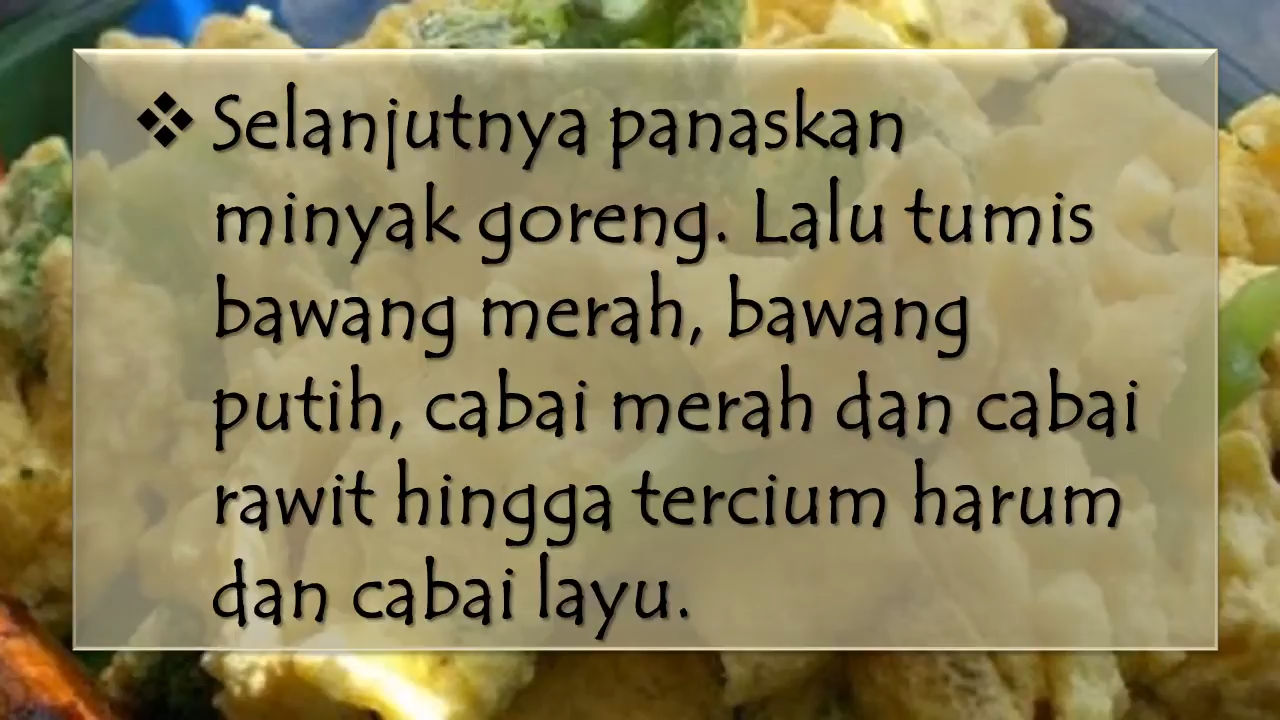 ❖ Selanjutnya panaskan
minyak goreng. Lalu tumis
bawang merah, bawang
putih, cabai merah dan cabai
rawit hingga tercium harum
dan cabai layu.